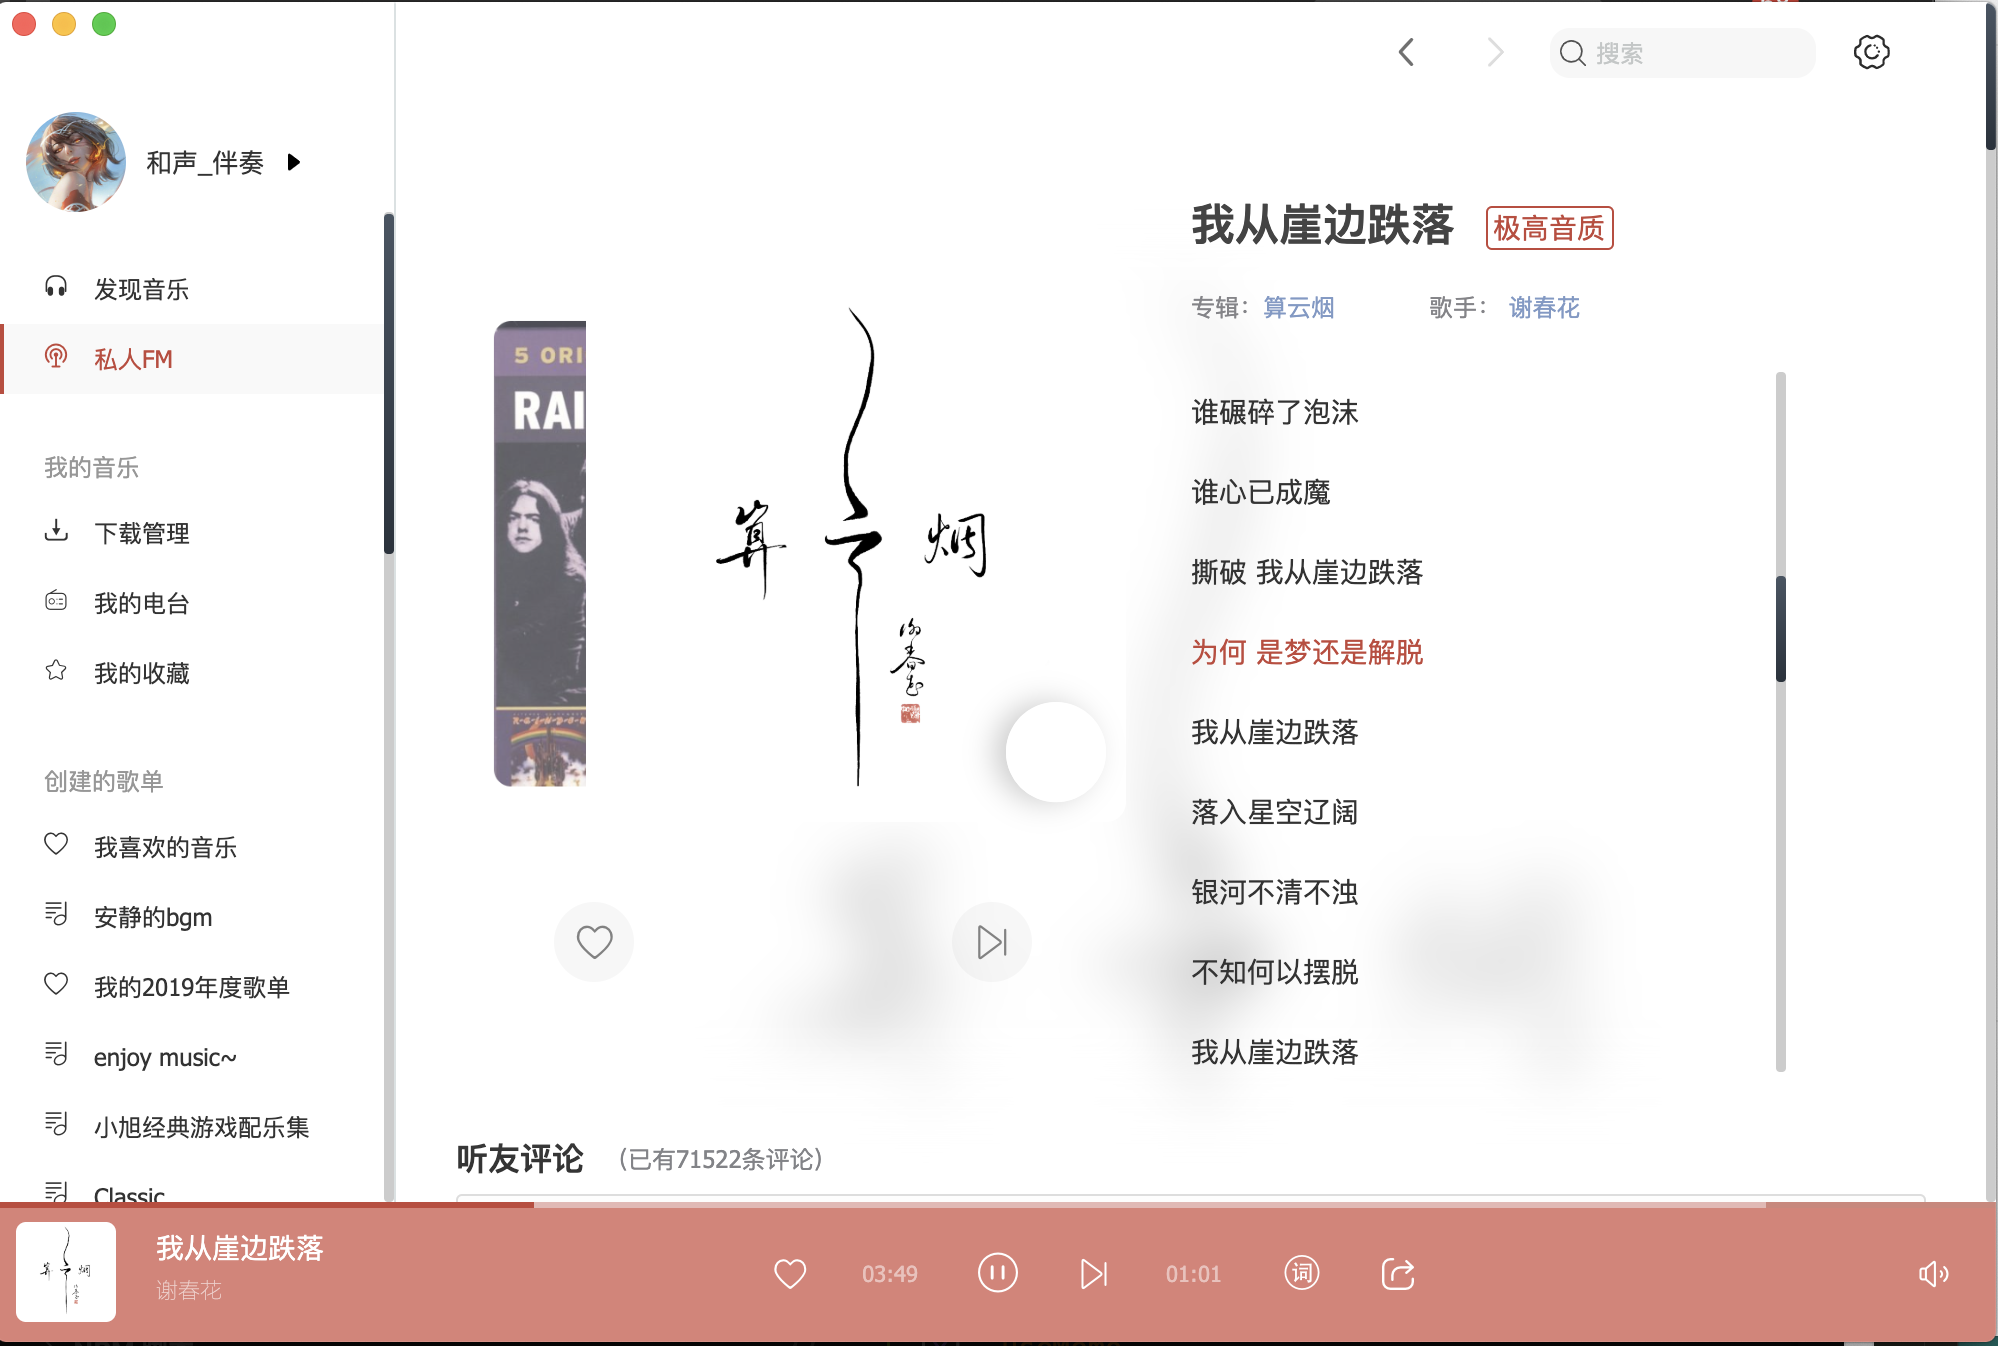 搜索
和声_伴奏
发现音乐
私人FM
我的音乐
下载管理
我的电台
我的收藏
创建的歌单
我喜欢的音乐
安静的bgm
我的2019年度歌单
enjoy music~
小旭经典游戏配乐集
Classic
5 ORI
RAI
算云烟
谢春花
我从崖边跌落 极高音质
专辑： 算云烟 歌手： 谢春花
谁碾碎了泡沫
谁心已成魔
撕破 我从崖边跌落
为何 是梦还是解脱
我从崖边跌落
落入星空辽阔
银河不清不浊
不知何以摆脱
我从崖边跌落
听友评论 （已有71522条评论）
算云烟
我从崖边跌落
谢春花
03:49
01:01
词